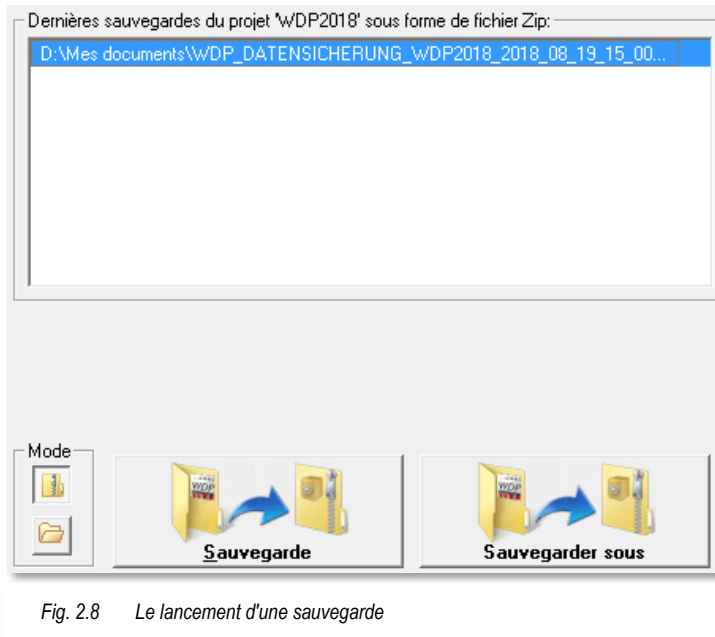 Dernières sauvegardes du projet 'WDP2018' sous forme de fichier Zip:
D:\Mes documents\WDP_DATENSICHERUNG_WDP2018_2018_08_19_15_00...
Mode
WDP
WDP
Sauvegarde
Sauvegarder sous
Fig. 2.8 Le lancement d'une sauvegarde